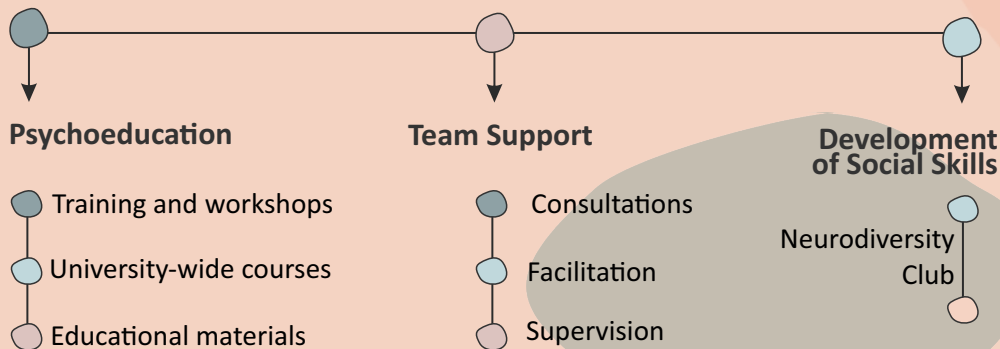 Psychoeducation
Training and workshops
University-wide courses
Educational materials
Team Support
Consultations
Facilitation
Supervision
Development
of Social Skills
Neurodiversity
Club